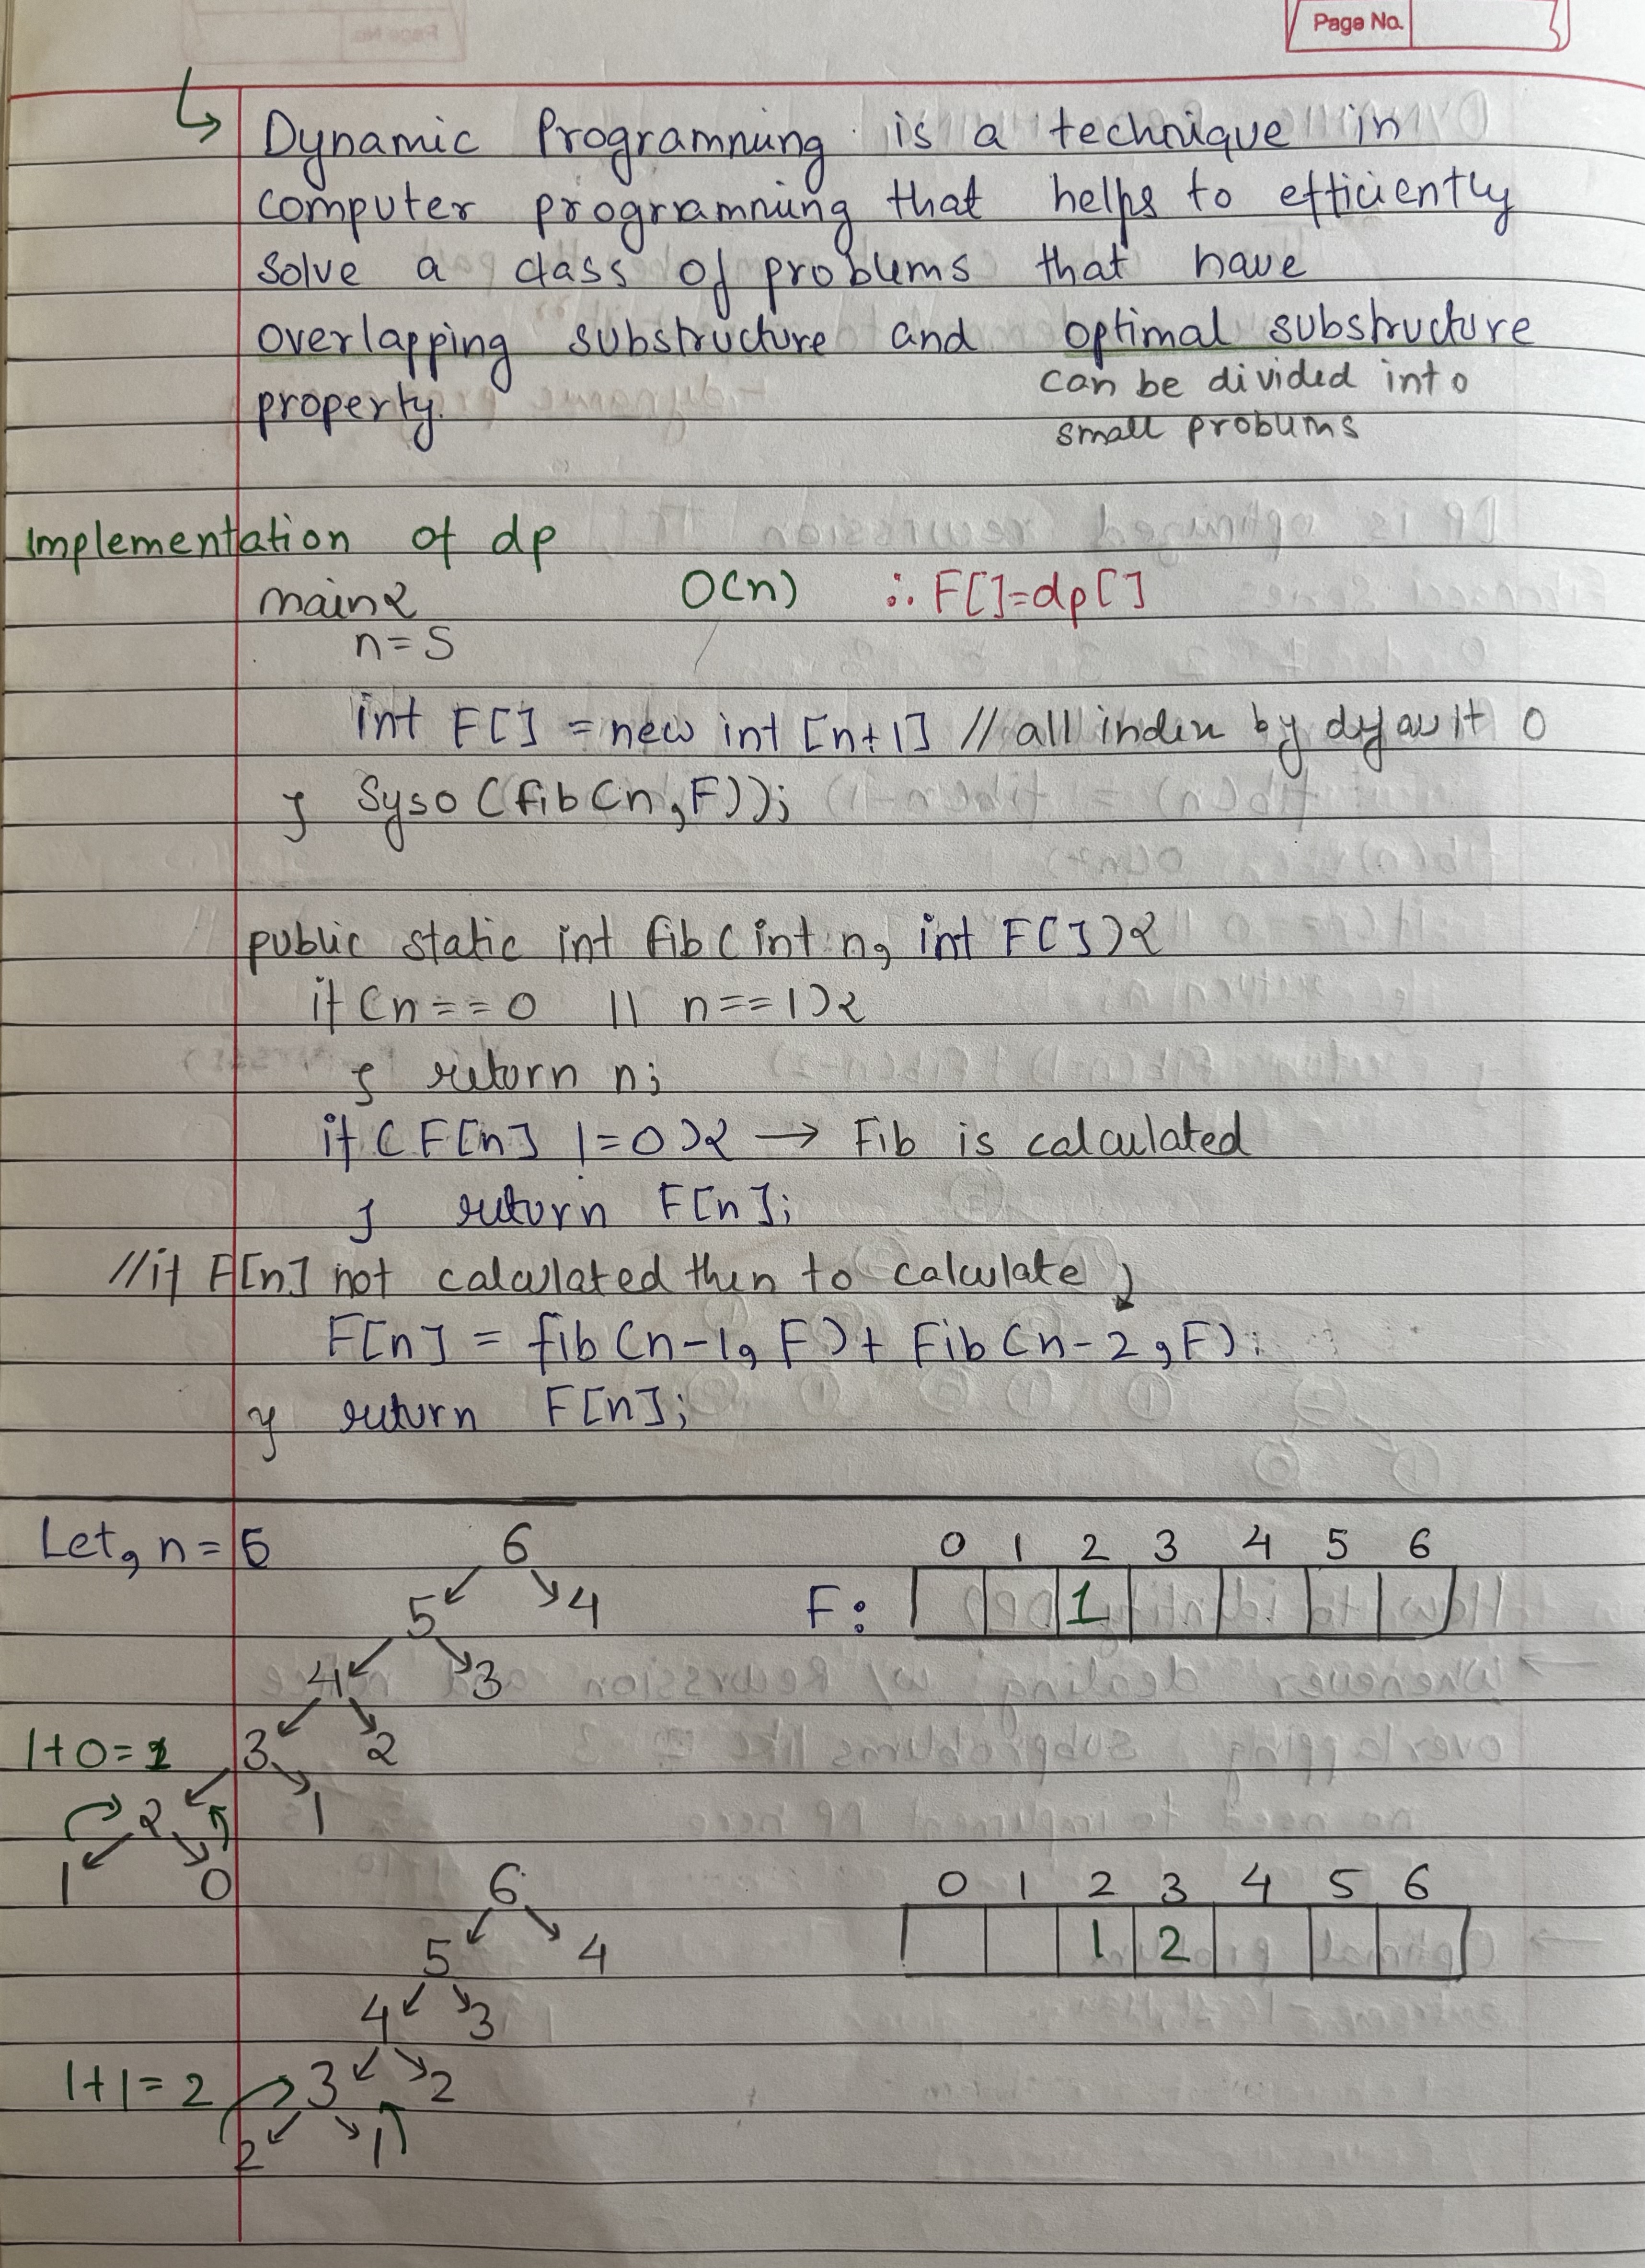 Page No.
Dynamic Programming is a technique in
computer programming that helps to efficiently
solve a class of problems that have
overlapping substructure and optimal substructure
property.
can be divided into
small problems
Implementation of dp
main{ O(n) ∴ F[]=dp[]
n=5
int F[] = new int [n+1] // all index by default 0
} Syso (fib(n,F));
public static int fib(int n, int F[]){
if(n==0 || n==1){
} return n;
if(F[n] !=0){ → Fib is calculated
} return F[n];
//if F[n] not calculated then to calculate
F[n] = fib(n-1, F)+ Fib(n-2,F);
} return F[n];
Let, n = 6
6
5 4
4 3
3 2
1+0=1
2 1
1 0
0 1 2 3 4 5 6
F: 1
6
5 4
4 3
1+1=2 3 2
2 1
0 1 2 3 4 5 6
1 2